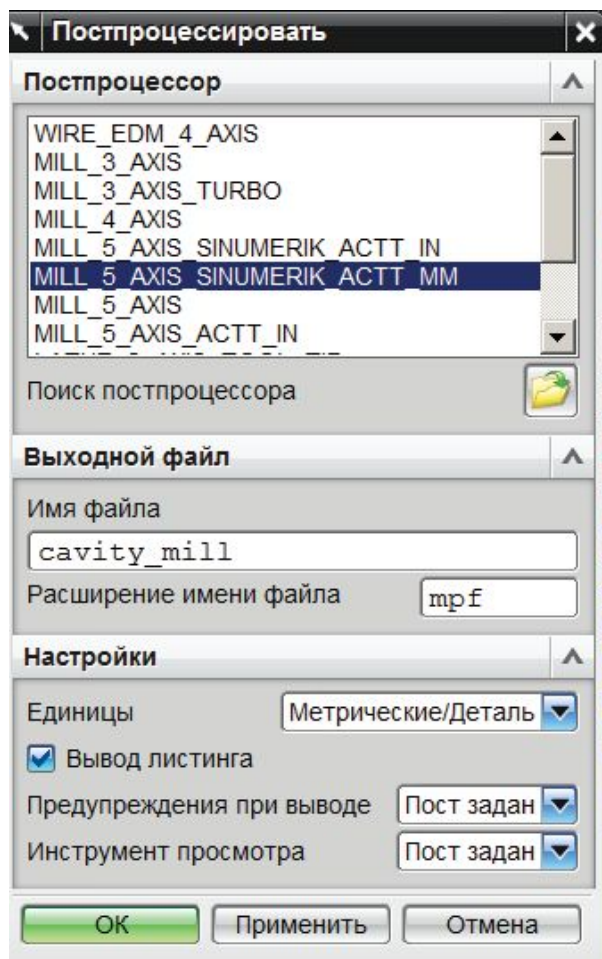 Постпроцессировать
Постпроцессор
WIRE_EDM_4_AXIS
MILL_3_AXIS
MILL_3_AXIS_TURBO
MILL_4_AXIS
MILL_5_AXIS_SINUMERIK_ACTT_IN
MILL_5_AXIS_SINUMERIK_ACTT_MM
MILL_5_AXIS
MILL_5_AXIS_ACTT_IN
Поиск постпроцессора
Выходной файл
Имя файла
cavity_mill
Расширение имени файла mpf
Настройки
Единицы Метрические/Деталь
Вывод листинга
Предупреждения при выводе Пост задан
Инструмент просмотра Пост задан
ОК Применить Отмена